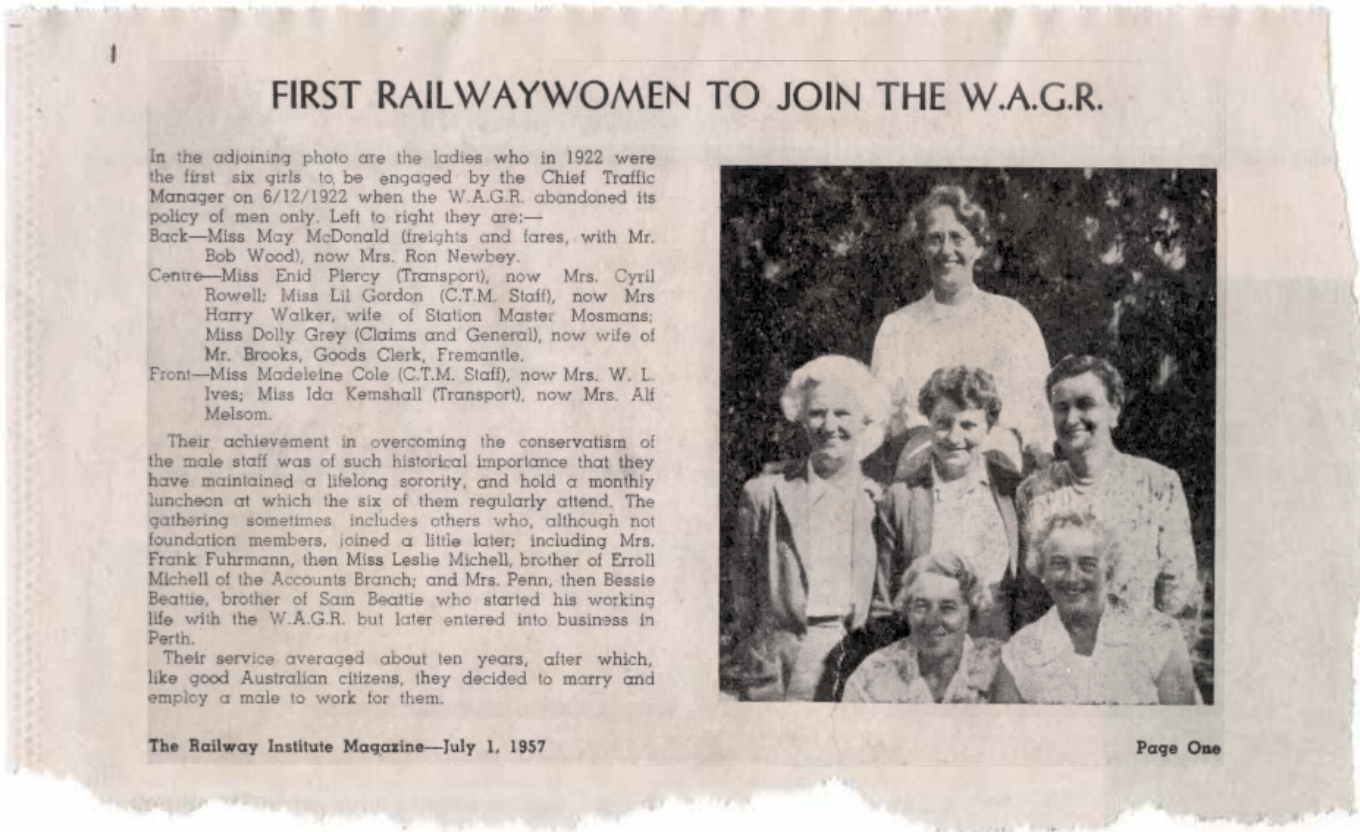 FIRST RAILWAYWOMEN TO JOIN THE W.A.G.R.
In the adjoining photo are the ladies who in 1922 were
the first six girls to be engaged by the Chief Traffic
Manager on 6/12/1922 when the W.A.G.R. abandoned its
policy of men only. Left to right they are:—
Back—Miss May McDonald (freights and fares, with Mr.
Bob Wood), now Mrs. Ron Newbey.
Centre—Miss Enid Piercy (Transport), now Mrs. Cyril
Rowell; Miss Lil Gordon (C.T.M. Staff), now Mrs
Harry Walker, wife of Station Master Mosmans;
Miss Dolly Grey (Claims and General), now wife of
Mr. Brooks, Goods Clerk, Fremantle.
Front—Miss Madeleine Cole (C.T.M. Staff), now Mrs. W. L.
Ives; Miss Ida Kemshall (Transport), now Mrs. Alf
Melsom.
Their achievement in overcoming the conservatism of
the male staff was of such historical importance that they
have maintained a lifelong sorority, and hold a monthly
luncheon at which the six of them regularly attend. The
gathering sometimes includes others who, although not
foundation members, joined a little later; including Mrs.
Frank Fuhrmann, then Miss Leslie Michell, brother of Erroll
Michell of the Accounts Branch; and Mrs. Penn, then Bessie
Beattie, brother of Sam Beattie who started his working
life with the W.A.G.R. but later entered into business in
Perth.
Their service averaged about ten years, after which,
like good Australian citizens, they decided to marry and
employ a male to work for them.
The Railway Institute Magazine—July 1, 1957
Page One